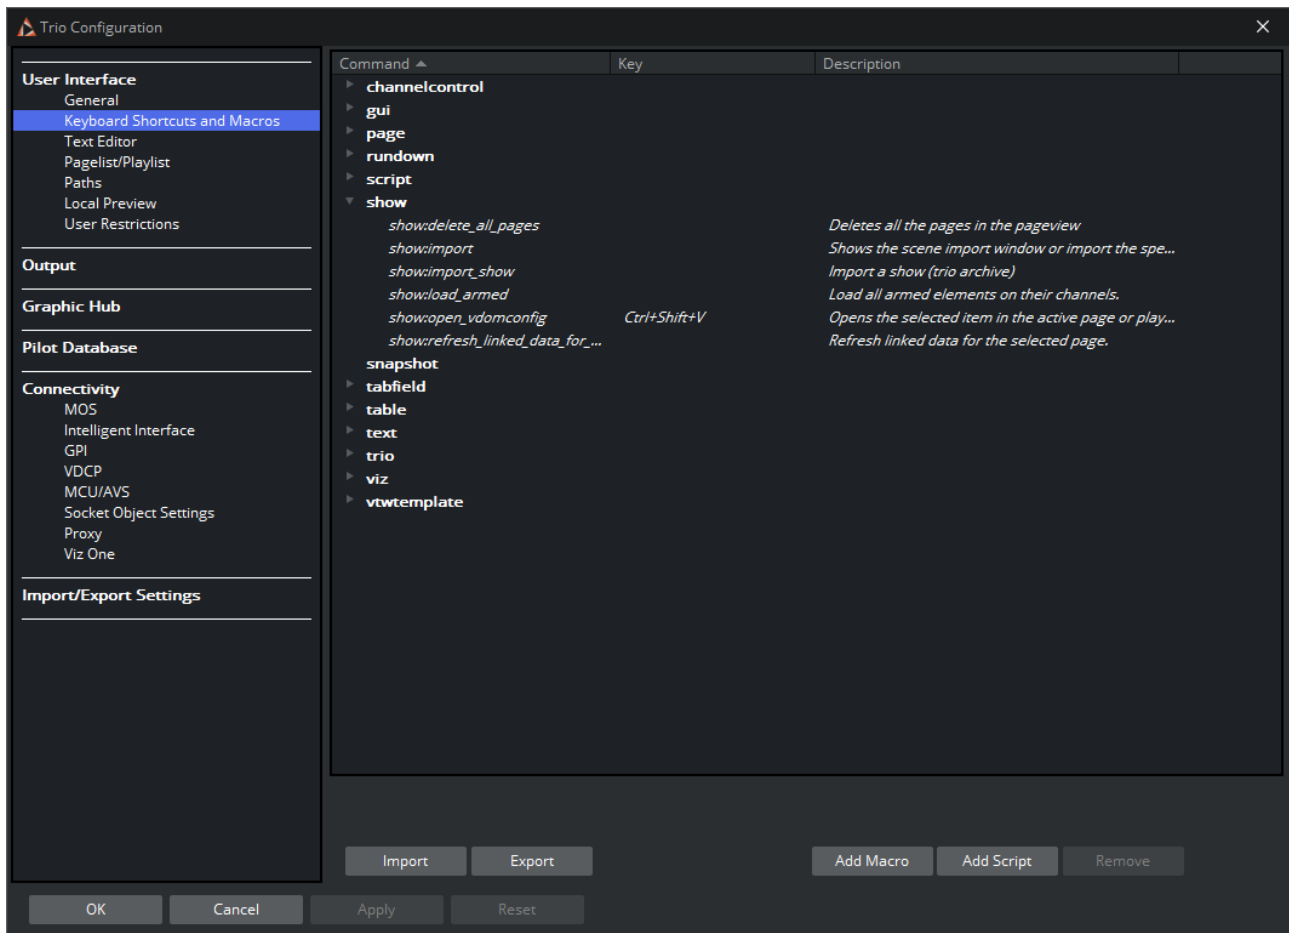 Trio Configuration
User Interface
General
Keyboard Shortcuts and Macros
Text Editor
Pagelist/Playlist
Paths
Local Preview
User Restrictions
Output
Graphic Hub
Pilot Database
Connectivity
MOS
Intelligent Interface
GPI
VDCP
MCU/AVS
Socket Object Settings
Proxy
Viz One
Import/Export Settings
Command Key Description
channelcontrol
gui
page
rundown
script
show
show:delete_all_pages Deletes all the pages in the pageview
show:import Shows the scene import window or import the spe...
show:import_show Import a show (trio archive)
show:load_armed Load all armed elements on their channels.
show:open_vdomconfig Ctrl+Shift+V Opens the selected item in the active page or play...
show:refresh_linked_data_for_... Refresh linked data for the selected page.
snapshot
tabfield
table
text
trio
viz
vtwtemplate
Import Export Add Macro Add Script Remove
OK Cancel Apply Reset